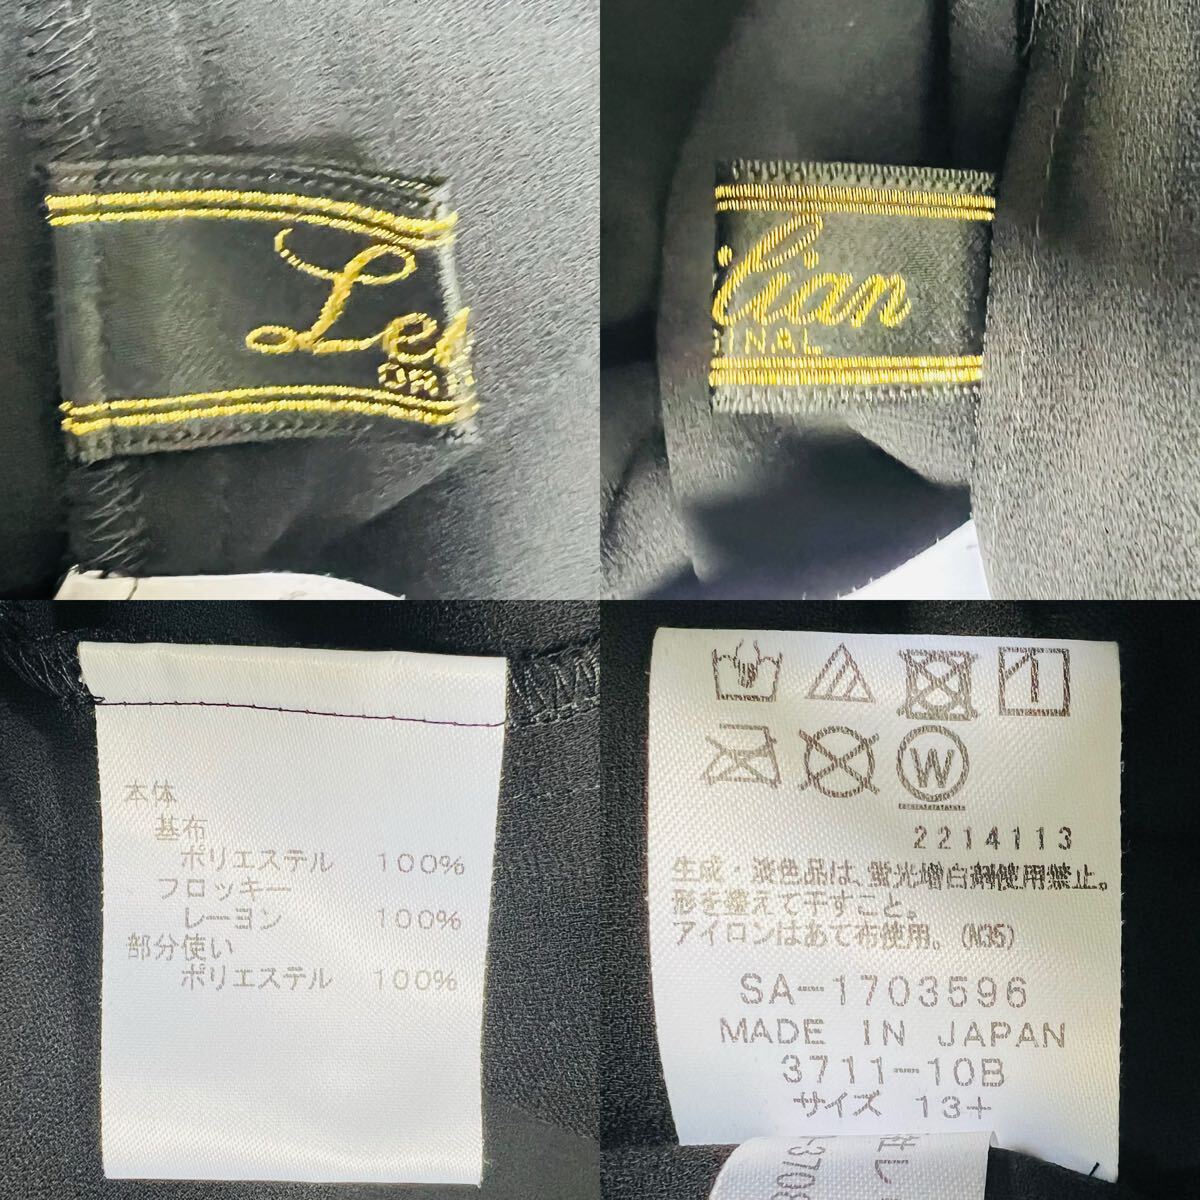 Le
OR
lian
INAL
本体
基布
ポリエステル 100%
フロッキー
レーヨン 100%
部分使い
ポリエステル 100%
W
2214113
生成・淡色品は、蛍光増白剤使用禁止。
形を整えて干すこと。
アイロンはあて布使用。(N35)
SA-1703596
MADE IN JAPAN
3711-10B
サイズ 13+